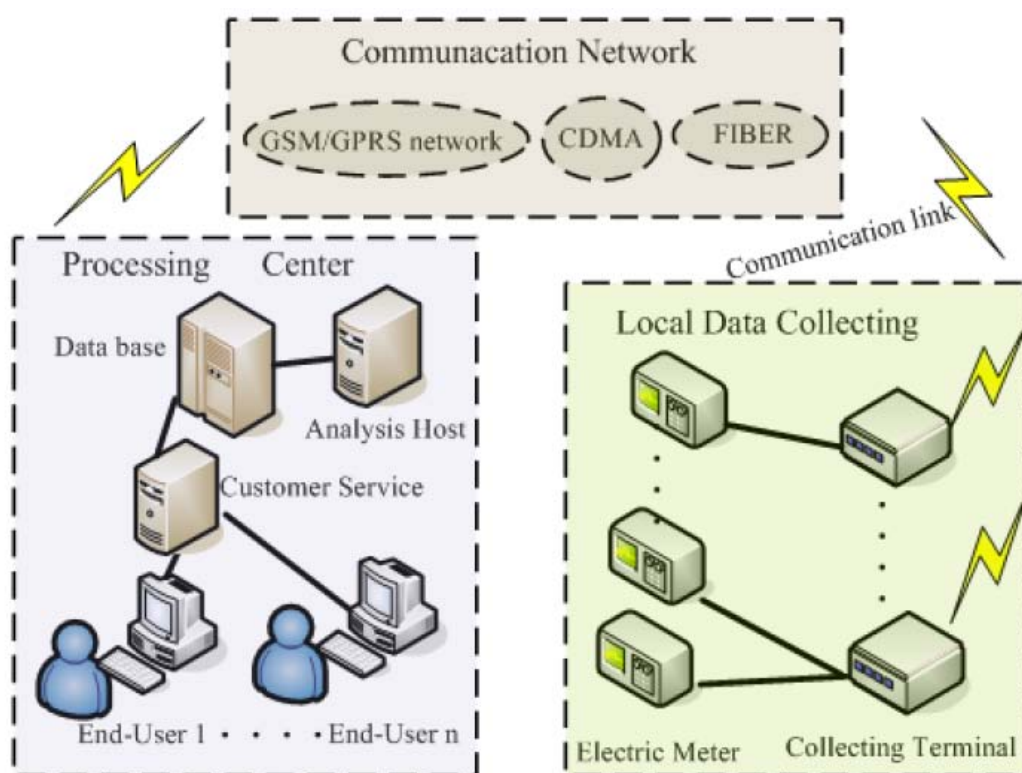 Communacation Network
GSM/GPRS network
CDMA
FIBER
Communication link
Processing Center
Data base
Analysis Host
Customer Service
End-User 1 · · · · End-User n
Local Data Collecting
Electric Meter
Collecting Terminal